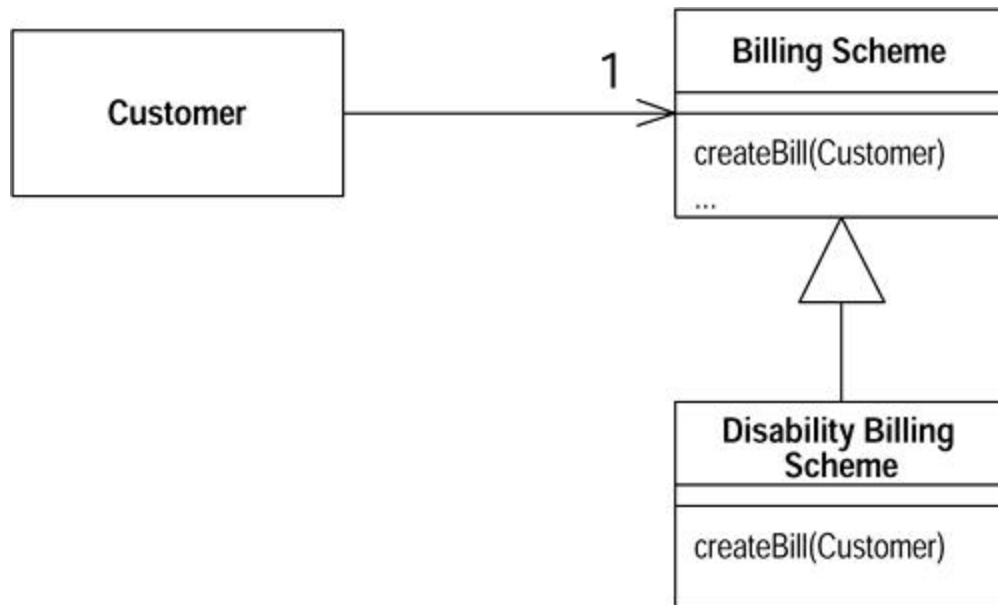 Customer
1
Billing Scheme
createBill(Customer)
...
Disability Billing
Scheme
createBill(Customer)